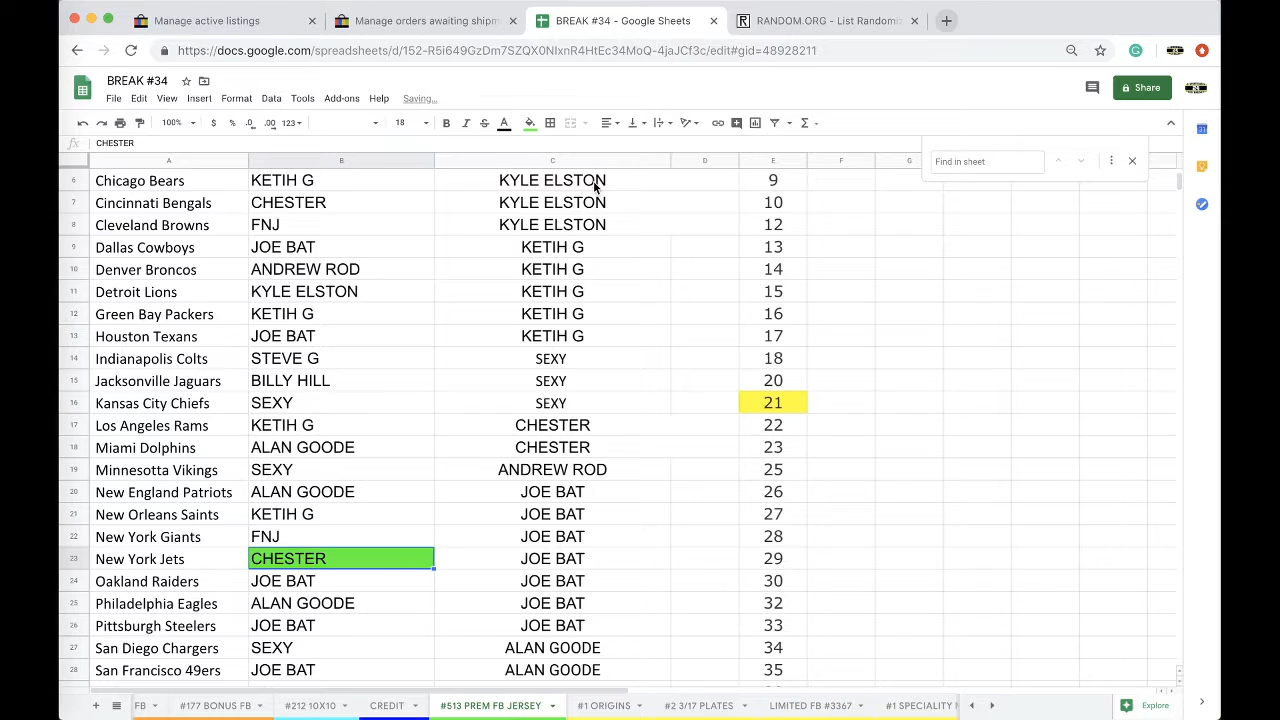 Manage active listings
Manage orders awaiting shipm
BREAK #34 - Google Sheets
RANDOM.ORG - List Randomiz
https://docs.google.com/spreadsheets/d/152-R5i649GzDm7SZQX0NIxnR4HtEc34MoQ-4jaJCf3c/edit#gid=48928211
BREAK #34
File Edit View Insert Format Data Tools Add-ons Help Saving...
Share
100% $ % .0 .00 123 18 B I S A
fx CHESTER
Find in sheet
A B C D E F G
6 Chicago Bears KETIH G KYLE ELSTON 9
7 Cincinnati Bengals CHESTER KYLE ELSTON 10
8 Cleveland Browns FNJ KYLE ELSTON 12
9 Dallas Cowboys JOE BAT KETIH G 13
10 Denver Broncos ANDREW ROD KETIH G 14
11 Detroit Lions KYLE ELSTON KETIH G 15
12 Green Bay Packers KETIH G KETIH G 16
13 Houston Texans JOE BAT KETIH G 17
14 Indianapolis Colts STEVE G SEXY 18
15 Jacksonville Jaguars BILLY HILL SEXY 20
16 Kansas City Chiefs SEXY SEXY 21
17 Los Angeles Rams KETIH G CHESTER 22
18 Miami Dolphins ALAN GOODE CHESTER 23
19 Minnesotta Vikings SEXY ANDREW ROD 25
20 New England Patriots ALAN GOODE JOE BAT 26
21 New Orleans Saints KETIH G JOE BAT 27
22 New York Giants FNJ JOE BAT 28
23 New York Jets CHESTER JOE BAT 29
24 Oakland Raiders JOE BAT JOE BAT 30
25 Philadelphia Eagles ALAN GOODE JOE BAT 32
26 Pittsburgh Steelers JOE BAT JOE BAT 33
27 San Diego Chargers SEXY ALAN GOODE 34
28 San Francisco 49ers JOE BAT ALAN GOODE 35
FB #177 BONUS FB #212 10X10 CREDIT #513 PREM FB JERSEY #1 ORIGINS #2 3/17 PLATES LIMITED FB #3367 #1 SPECIALITY Explore